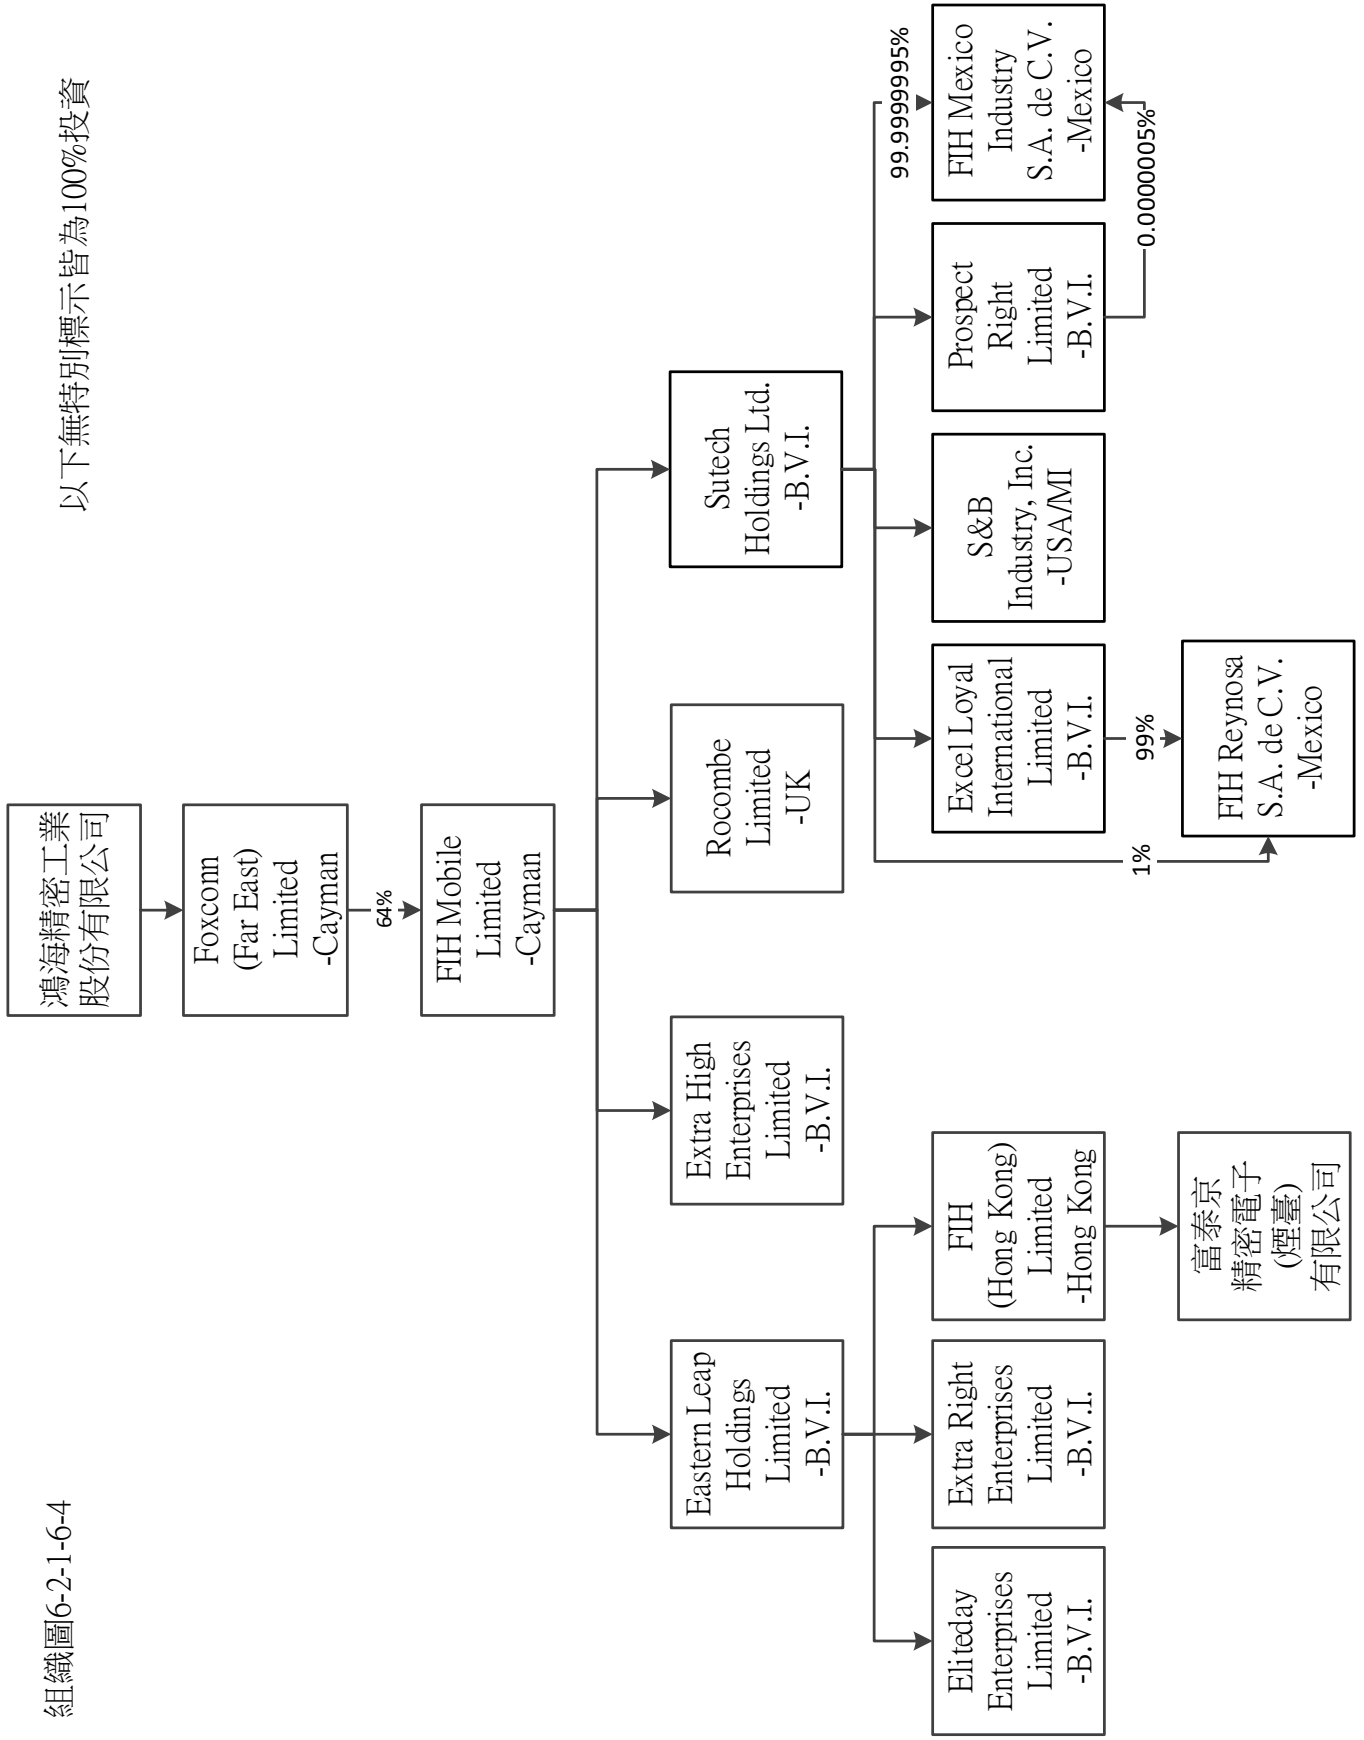 組織圖6-2-1-6-4
以下無特別標示皆為100%投資
鴻海精密工業
股份有限公司
Foxconn
(Far East)
Limited
-Cayman
64%
FIH Mobile
Limited
-Cayman
Eastern Leap
Holdings
Limited
-B.V.I.
Extra High
Enterprises
Limited
-B.V.I.
Rocombe
Limited
-UK
Sutech
Holdings Ltd.
-B.V.I.
Eliteday
Enterprises
Limited
-B.V.I.
Extra Right
Enterprises
Limited
-B.V.I.
FIH
(Hong Kong)
Limited
-Hong Kong
Excel Loyal
International
Limited
-B.V.I.
S&B
Industry, Inc.
-USA/MI
Prospect
Right
Limited
-B.V.I.
99.9999995%
FIH Mexico
Industry
S.A. de C.V.
-Mexico
1%
99%
0.0000005%
富泰京
精密電子
(煙臺)
有限公司
FIH Reynosa
S.A. de C.V.
-Mexico